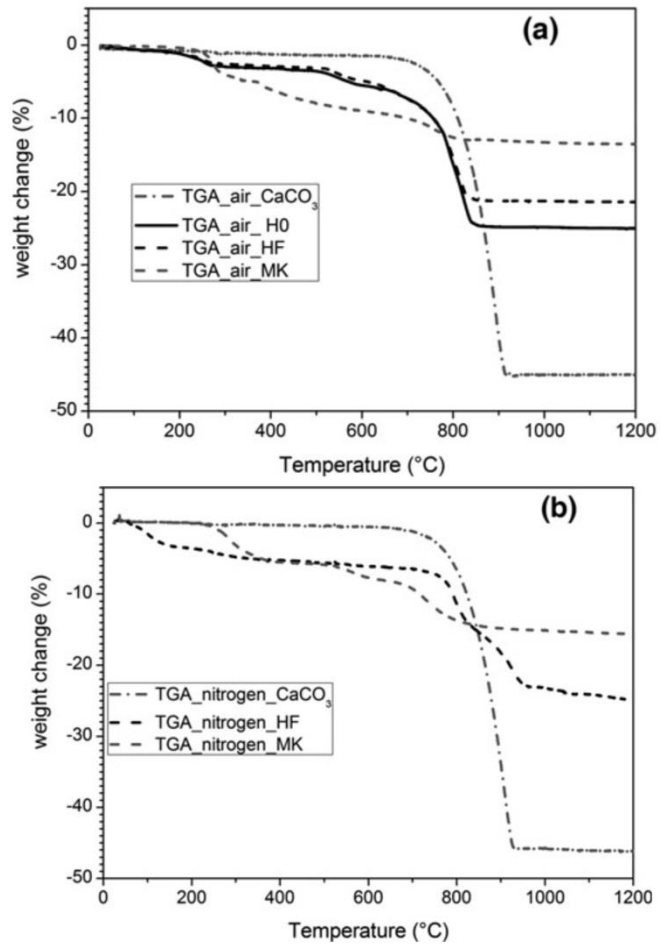 (a)
0
-10
-20
-30
-40
-50
weight change (%)
TGA_air_CaCO₃
TGA_air_ H0
TGA_air_HF
TGA_air_MK
0 200 400 600 800 1000 1200
Temperature (°C)
(b)
0
-10
-20
-30
-40
-50
weight change (%)
TGA_nitrogen_CaCO₃
TGA_nitrogen_HF
TGA_nitrogen_MK
0 200 400 600 800 1000 1200
Temperature (°C)